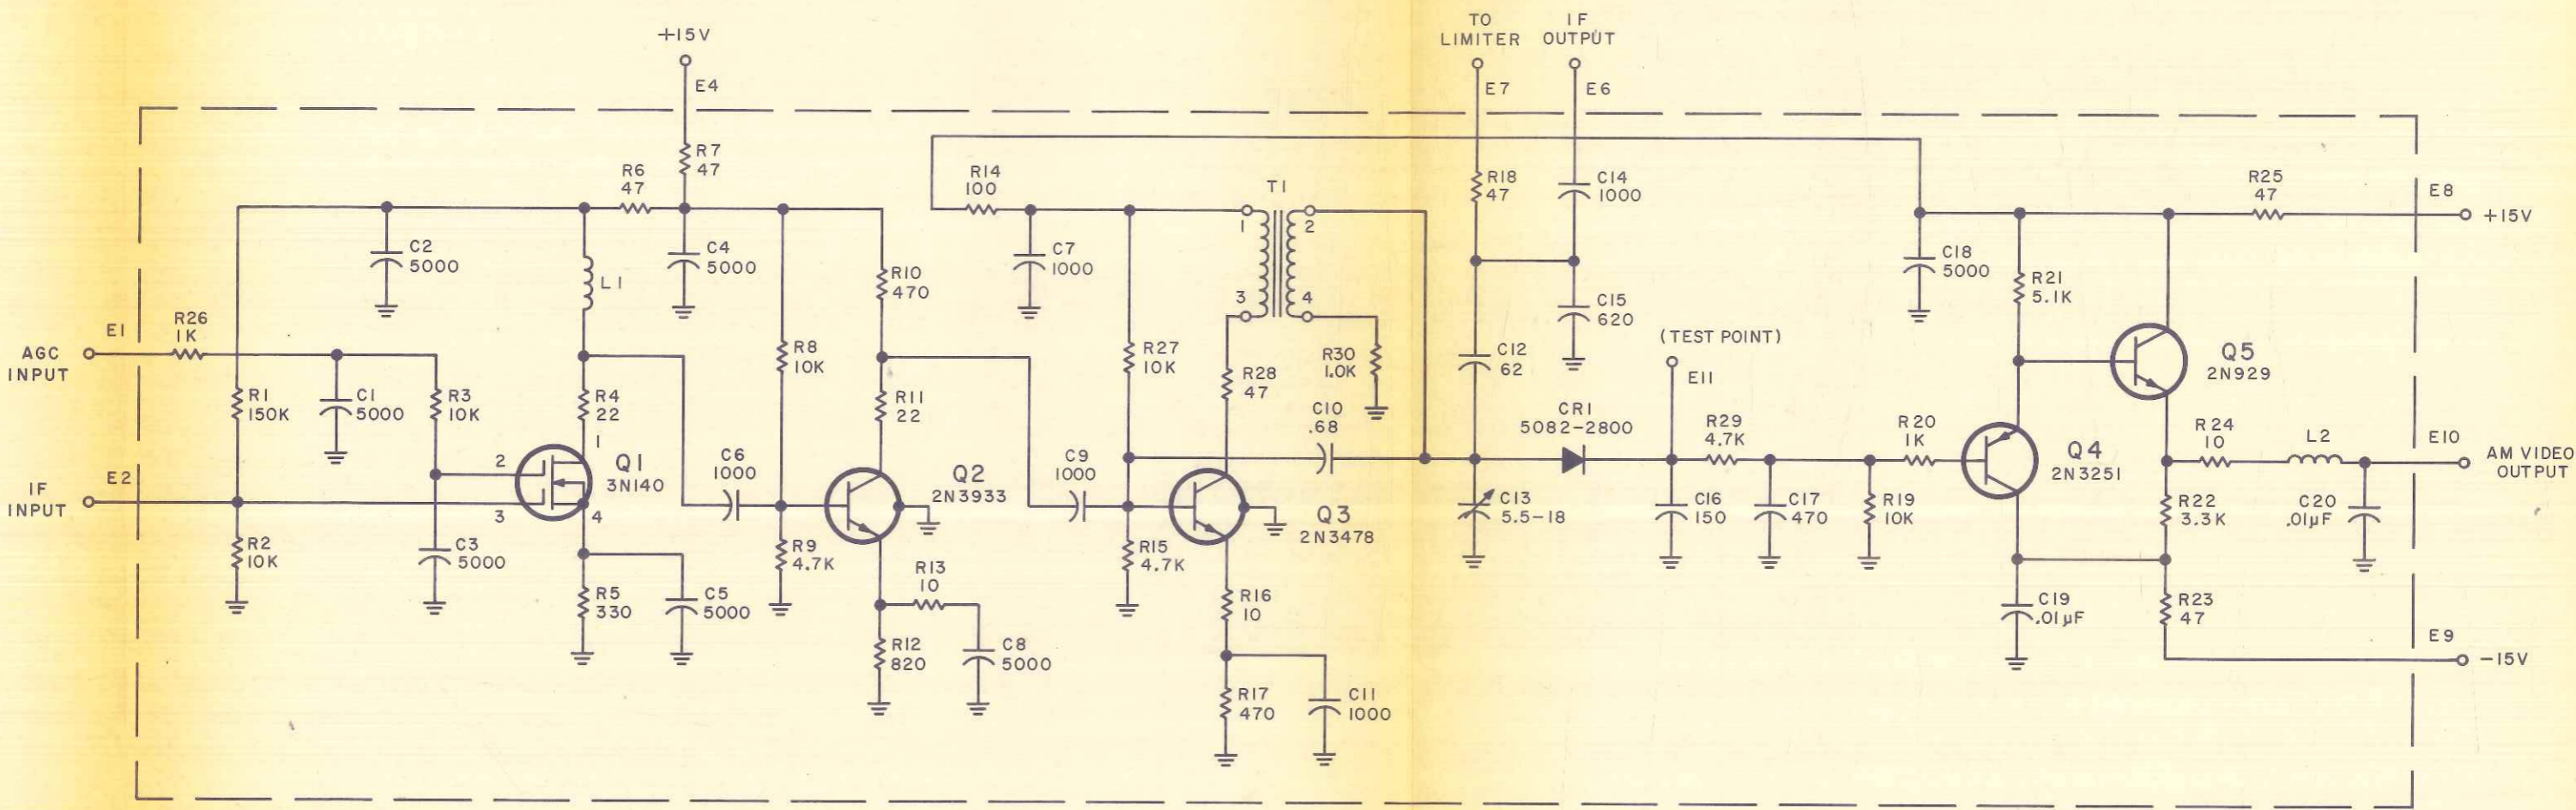 +15V
E4
TO
LIMITER
E7
IF
OUTPUT
E6
R7
47
R6
47
C2
5000
L1
C4
5000
R10
470
R14
100
C7
1000
T1
1
2
3
4
R18
47
C14
1000
C15
620
C12
62
R25
47
E8
+15V
C18
5000
R21
5.1K
AGC
INPUT
E1
R26
1K
R1
150K
C1
5000
R3
10K
R4
22
R8
10K
R11
22
R27
10K
R28
47
R30
1.0K
(TEST POINT)
E11
Q5
2N929
IF
INPUT
E2
R2
10K
C3
5000
1
2
3
4
Q1
3N140
R5
330
C5
5000
C6
1000
R9
4.7K
Q2
2N3933
R13
10
R12
820
C8
5000
C9
1000
R15
4.7K
C10
.68
Q3
2N3478
R16
10
R17
470
C11
1000
CR1
5082-2800
C13
5.5-18
C16
150
R29
4.7K
C17
470
R19
10K
R20
1K
Q4
2N3251
R24
10
L2
E10
AM VIDEO
OUTPUT
R22
3.3K
C20
.01µF
C19
.01µF
R23
47
E9
-15V